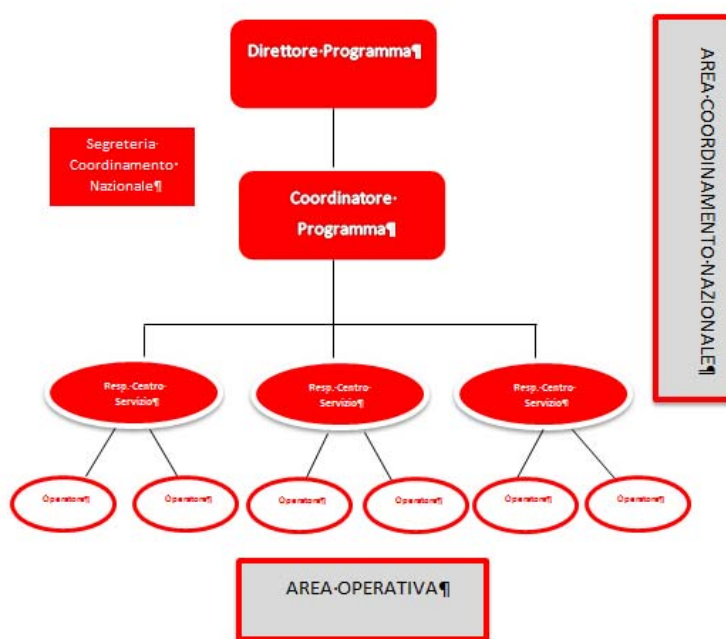 Direttore·Programma¶
Segreteria·
Coordinamento·
Nazionale¶
Coordinatore·
Programma¶
AREA·COORDINAMENTO·NAZIONALE¶
Resp.·Centro·
Servizio¶
Resp.·Centro·
Servizio¶
Resp.·Centro·
Servizio¶
Operatore¶
Operatore¶
Operatore¶
Operatore¶
Operatore¶
Operatore¶
AREA·OPERATIVA¶